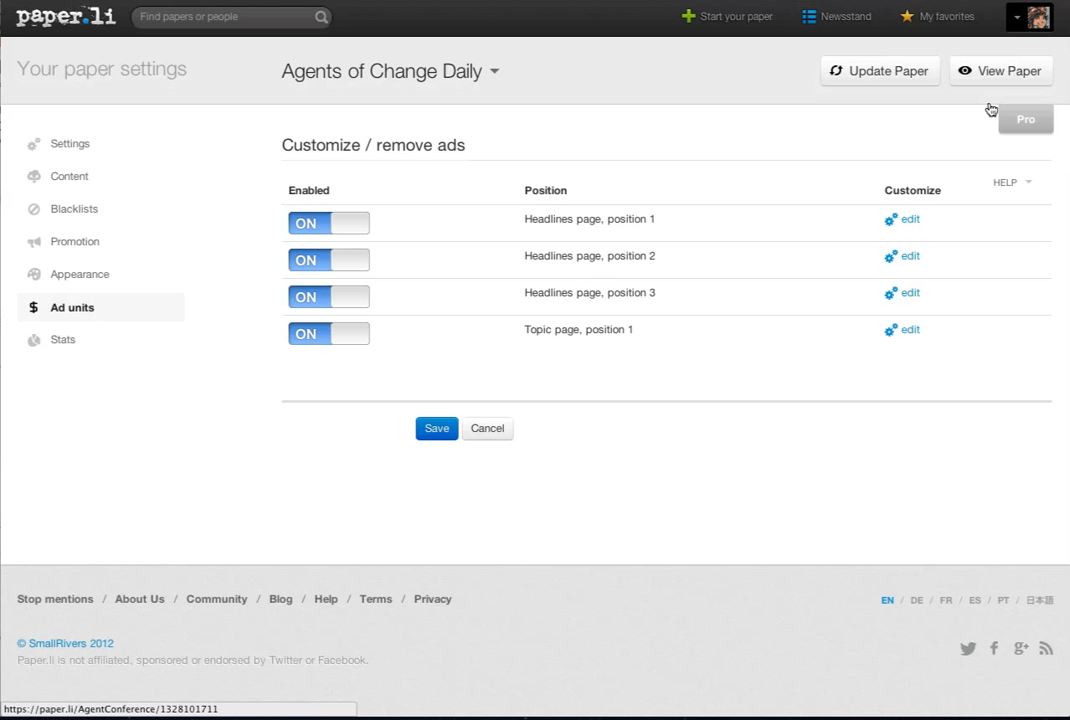 paper.li
Find papers or people
Start your paper
Newsstand
My favorites
Your paper settings
Agents of Change Daily
Update Paper
View Paper
Pro
Settings
Content
Blacklists
Promotion
Appearance
$ Ad units
Stats
Customize / remove ads
HELP
Enabled Position Customize
ON Headlines page, position 1 edit
ON Headlines page, position 2 edit
ON Headlines page, position 3 edit
ON Topic page, position 1 edit
Save Cancel
Stop mentions / About Us / Community / Blog / Help / Terms / Privacy
EN / DE / FR / ES / PT / 日本語
© SmallRivers 2012
Paper.li is not affiliated, sponsored or endorsed by Twitter or Facebook.
https://paper.li/AgentConference/1328101711